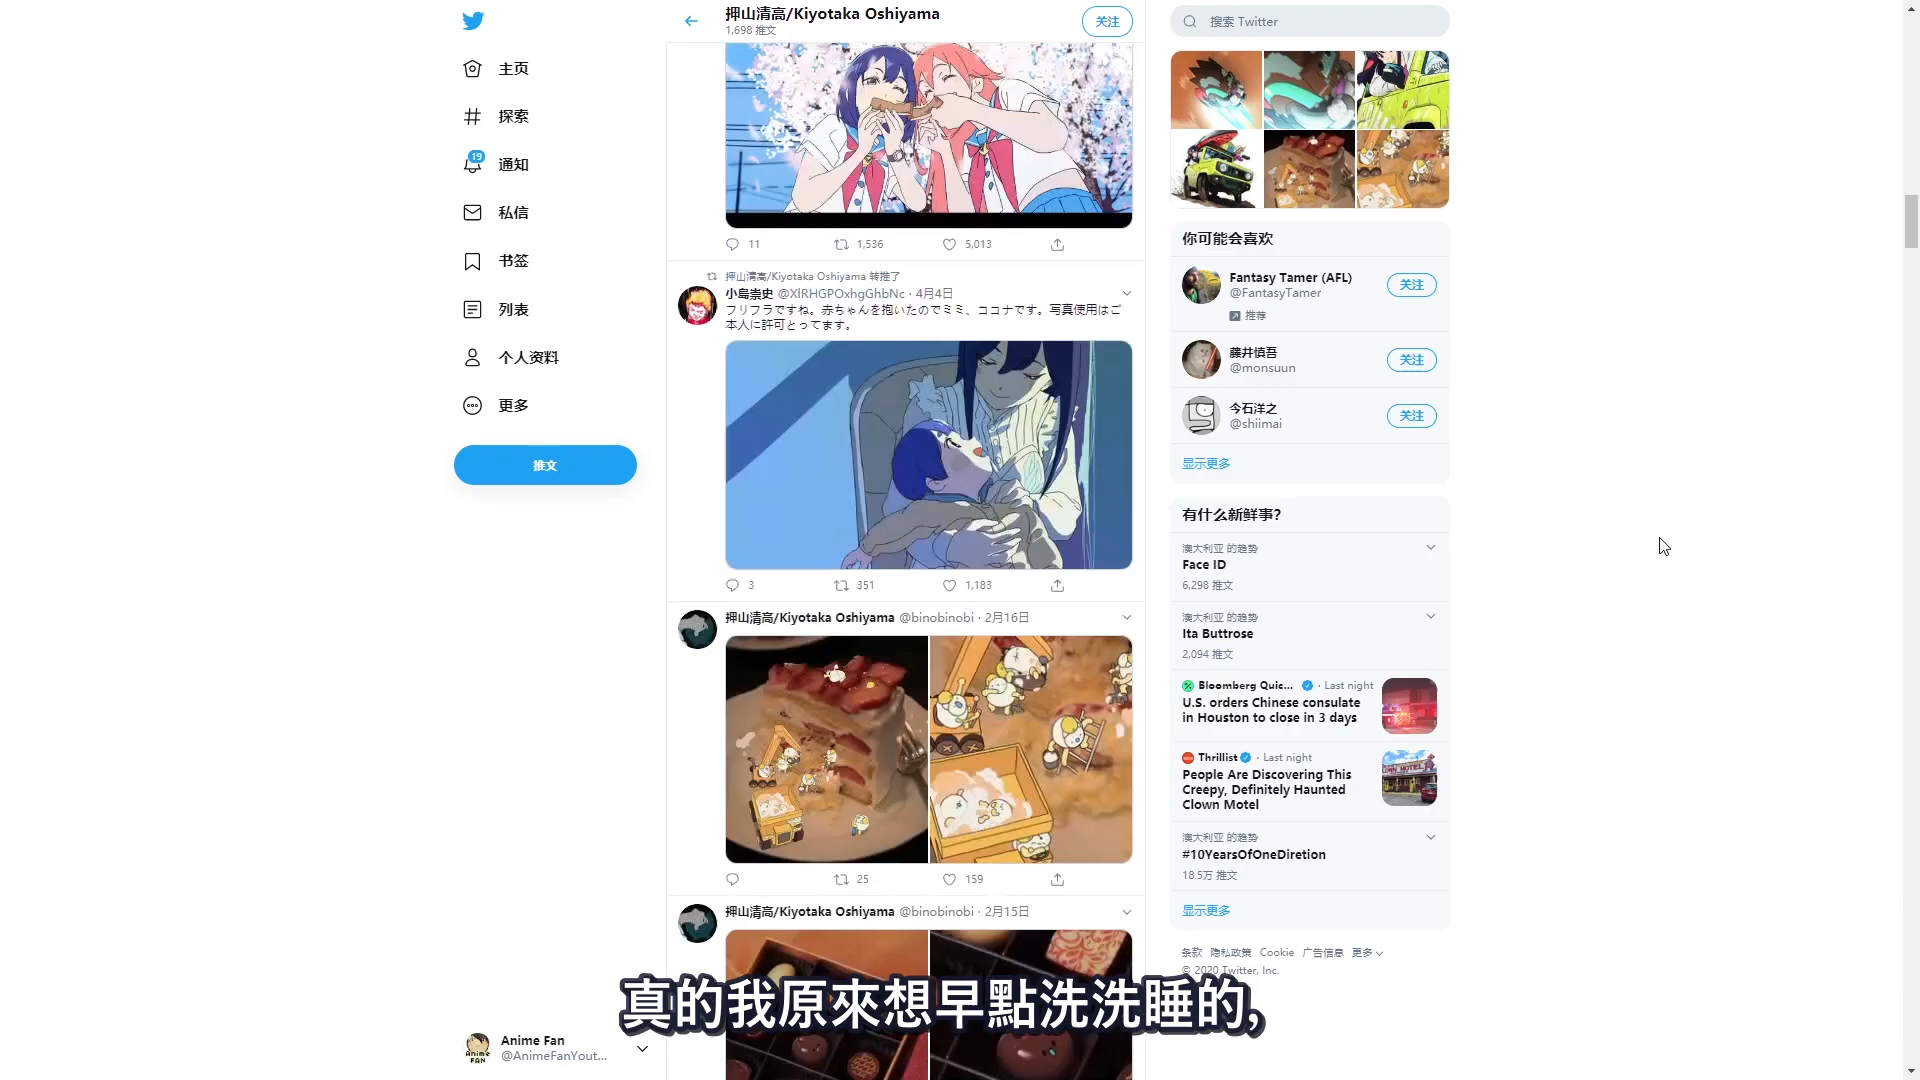 主页
探索
19
通知
私信
书签
列表
个人资料
更多
推文
Anime Fan
@AnimeFanYout...
押山清高/Kiyotaka Oshiyama
1,698 推文
关注
11
1,536
5,013
押山清高/Kiyotaka Oshiyama 转推了
小島崇史 @XlRHGPOxhgGhbNc · 4月4日
フリフラですね。赤ちゃんを抱いたのでミミ、ココナです。写真使用はご
本人に許可とってます。
3
351
1,183
押山清高/Kiyotaka Oshiyama @binobinobi · 2月16日
25
159
押山清高/Kiyotaka Oshiyama @binobinobi · 2月15日
真的我原來想早點洗洗睡的,
搜索 Twitter
你可能会喜欢
Fantasy Tamer (AFL)
@FantasyTamer
关注
推荐
藤井慎吾
@monsuun
关注
今石洋之
@shiimai
关注
显示更多
有什么新鲜事?
澳大利亚 的趋势
Face ID
6,298 推文
澳大利亚 的趋势
Ita Buttrose
2,094 推文
Bloomberg Quic... · Last night
U.S. orders Chinese consulate
in Houston to close in 3 days
Thrillist · Last night
People Are Discovering This
Creepy, Definitely Haunted
Clown Motel
澳大利亚 的趋势
#10YearsOfOneDiretion
18.5万 推文
显示更多
条款 隐私政策 Cookie 广告信息 更多
© 2020 Twitter, Inc.